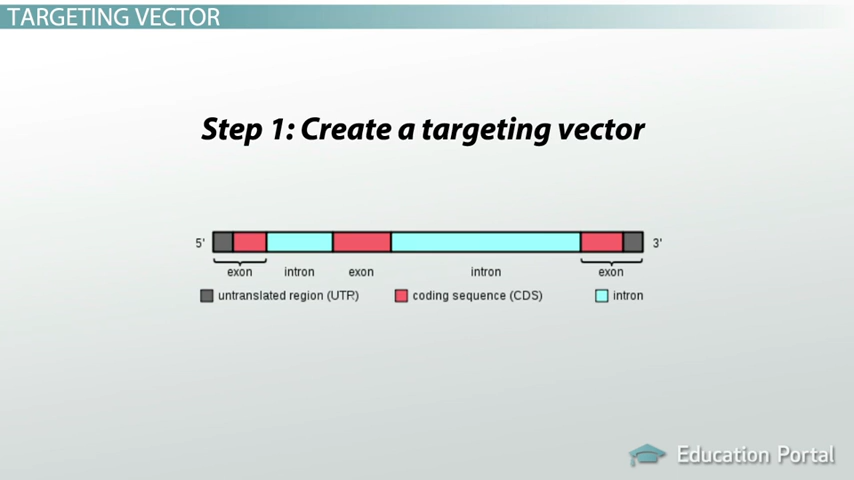 TARGETING VECTOR
Step 1: Create a targeting vector
5' 3'
exon intron exon intron exon
untranslated region (UTR) coding sequence (CDS) intron
Education Portal